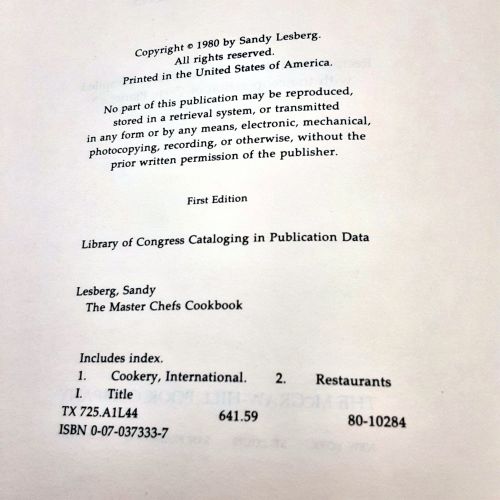 Copyright © 1980 by Sandy Lesberg.
All rights reserved.
Printed in the United States of America.
No part of this publication may be reproduced,
stored in a retrieval system, or transmitted
in any form or by any means, electronic, mechanical,
photocopying, recording, or otherwise, without the
prior written permission of the publisher.
First Edition
Library of Congress Cataloging in Publication Data
Lesberg, Sandy
The Master Chefs Cookbook
Includes index.
1. Cookery, International. 2. Restaurants
I. Title
TX 725.A1L44 641.59 80-10284
ISBN 0-07-037333-7